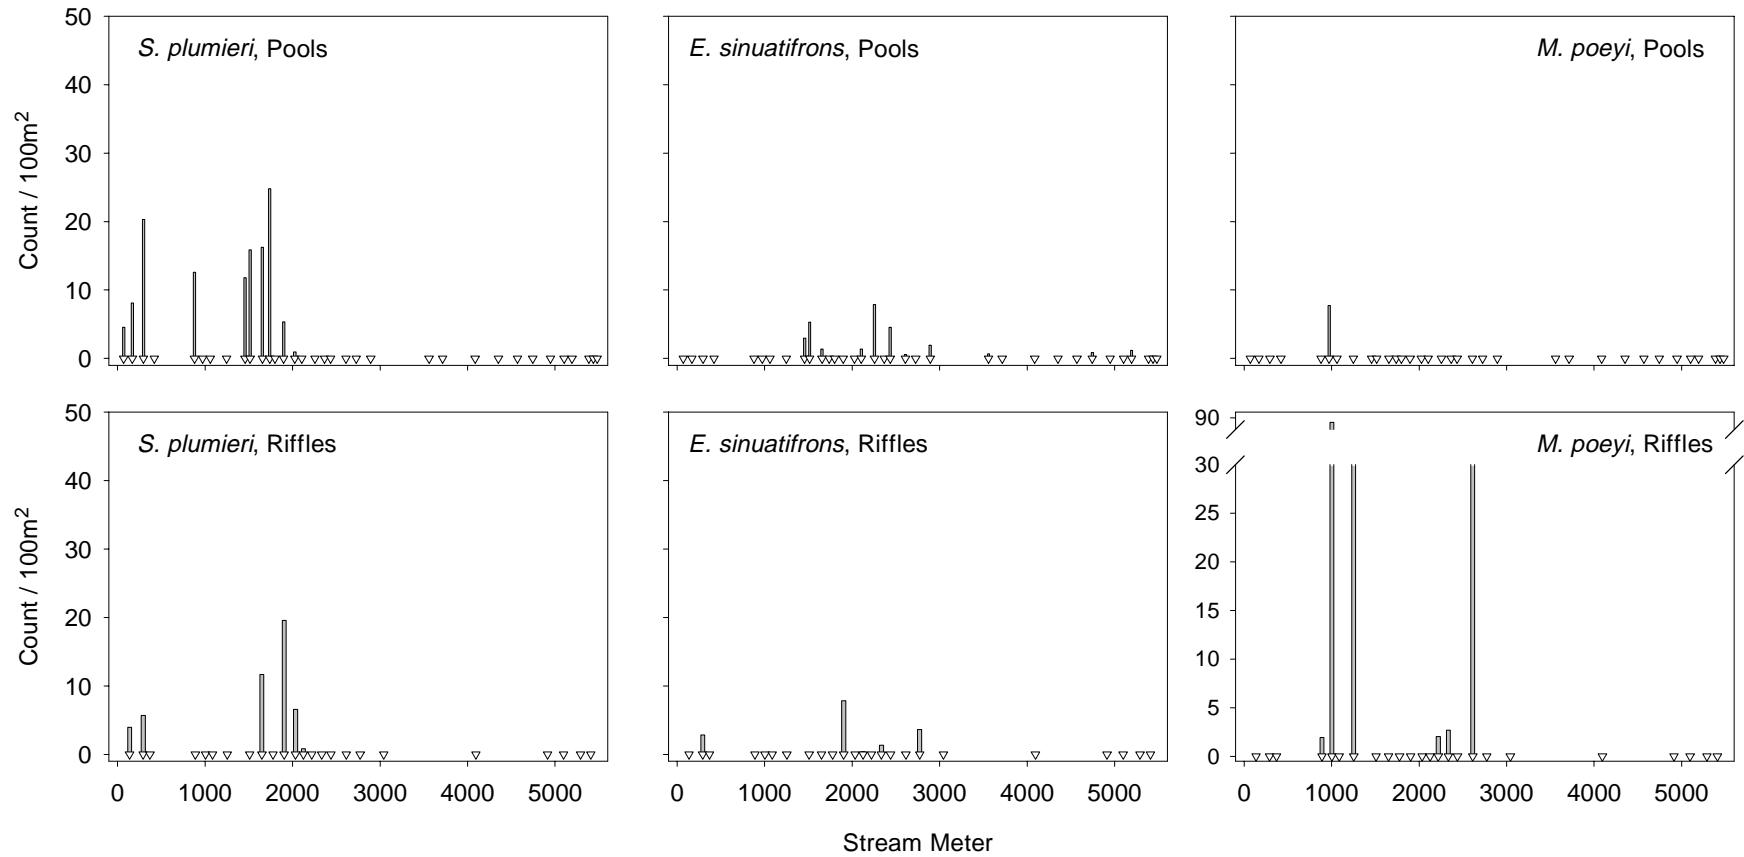 S. plumieri, Pools
E. sinuatifrons, Pools
M. poeyi, Pools
50
40
30
20
10
0
Count / 100m²
S. plumieri, Riffles
E. sinuatifrons, Riffles
M. poeyi, Riffles
50
40
30
20
10
0
Count / 100m²
90
30
25
20
15
10
5
0
0 1000 2000 3000 4000 5000
0 1000 2000 3000 4000 5000
0 1000 2000 3000 4000 5000
Stream Meter